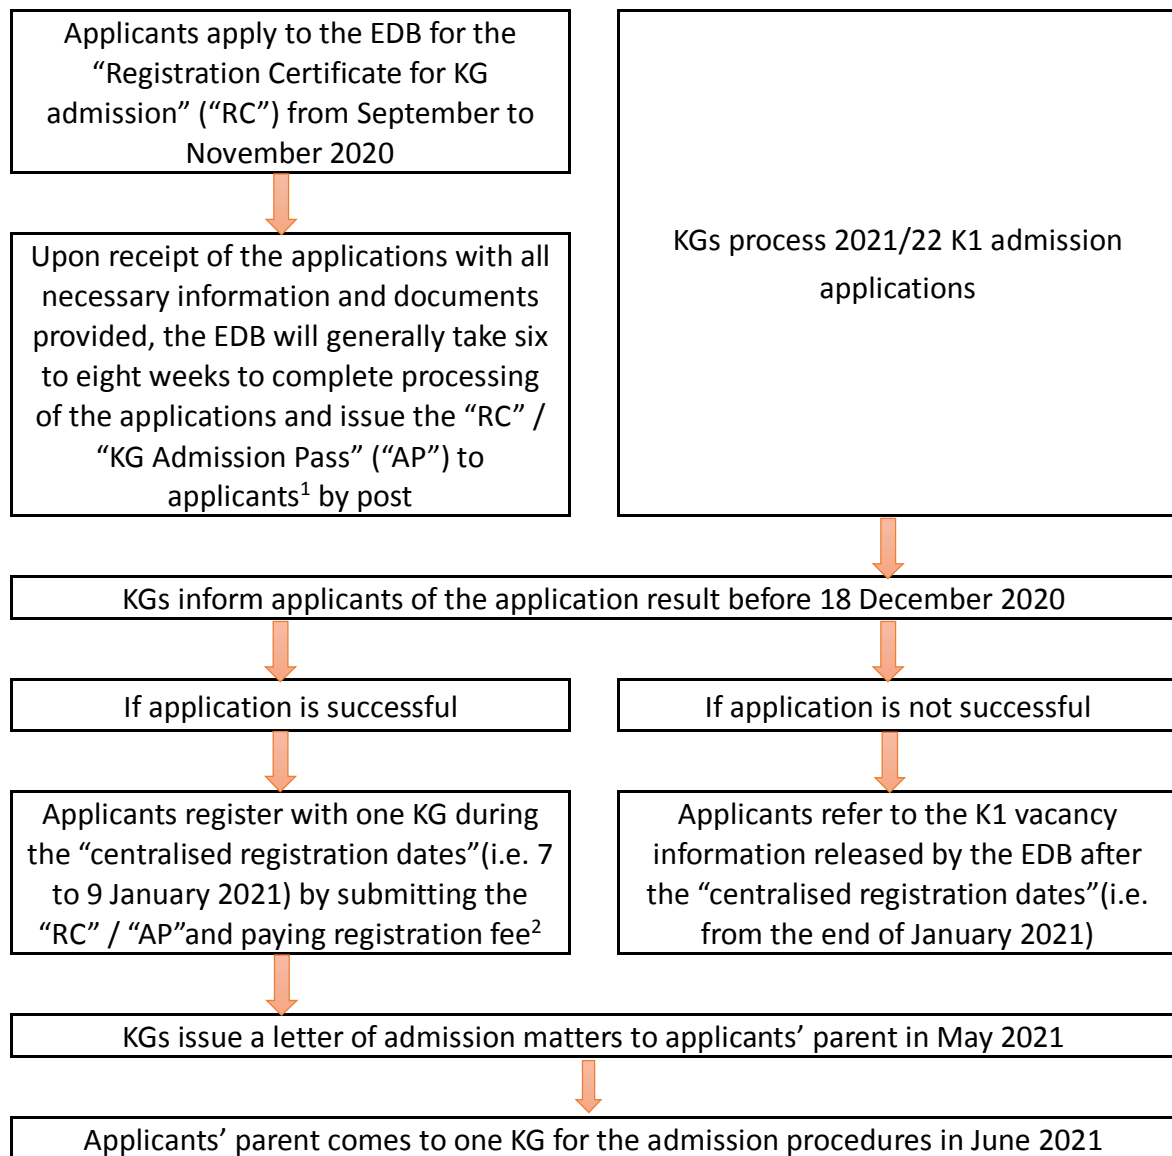 Applicants apply to the EDB for the
“Registration Certificate for KG
admission” (“RC”) from September to
November 2020
Upon receipt of the applications with all
necessary information and documents
provided, the EDB will generally take six
to eight weeks to complete processing
of the applications and issue the “RC” /
“KG Admission Pass” (“AP”) to
applicants¹ by post
KGs process 2021/22 K1 admission
applications
KGs inform applicants of the application result before 18 December 2020
If application is successful
If application is not successful
Applicants register with one KG during
the “centralised registration dates”(i.e. 7
to 9 January 2021) by submitting the
“RC” / “AP”and paying registration fee²
Applicants refer to the K1 vacancy
information released by the EDB after
the “centralised registration dates”(i.e.
from the end of January 2021)
KGs issue a letter of admission matters to applicants’ parent in May 2021
Applicants’ parent comes to one KG for the admission procedures in June 2021